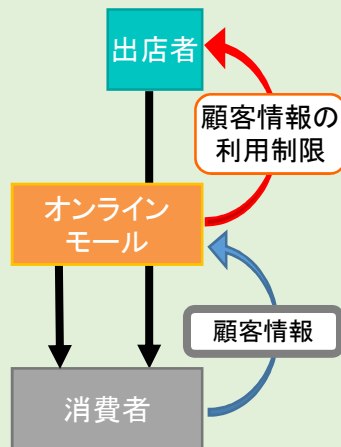 出店者
顧客情報の
利用制限
オンライン
モール
顧客情報
消費者